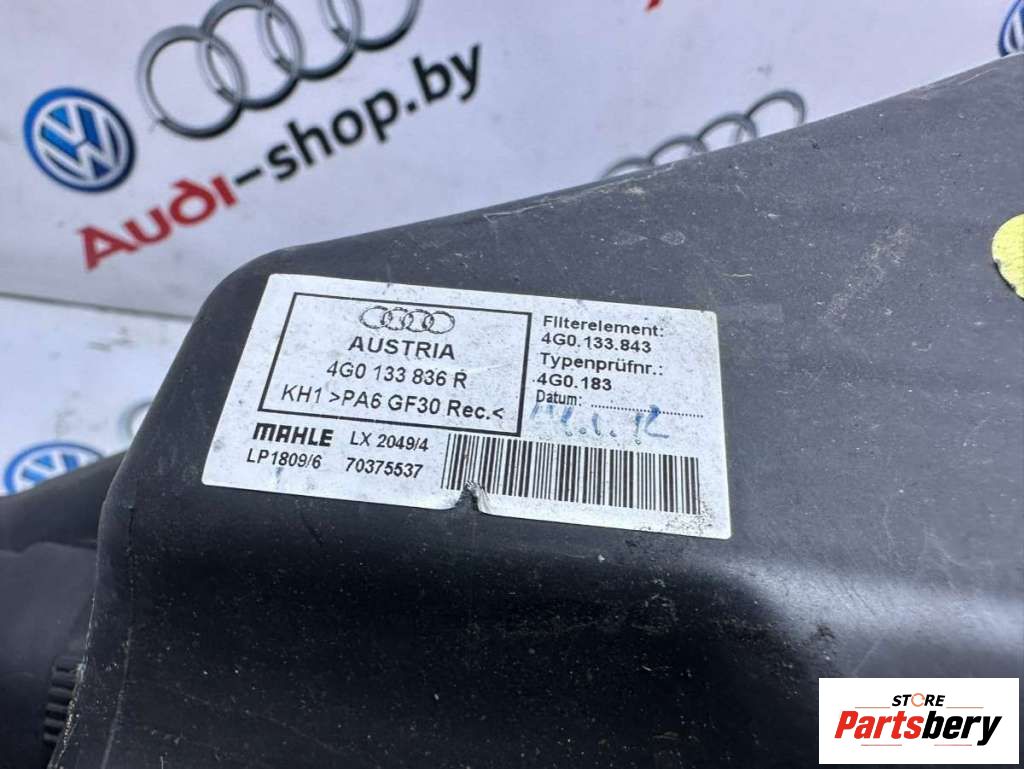 Audi-shop.by
AUSTRIA
4G0 133 836 R
KH1 >PA6 GF30 Rec.<
MAHLE LX 2049/4
LP1809/6 70375537
Filterelement:
4G0.133.843
Typenprüfnr.:
4G0.183
Datum:
STORE
Partsbery